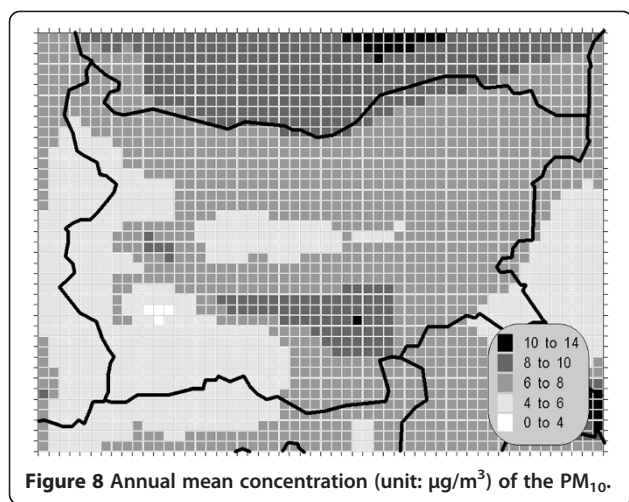 10 to 14
8 to 10
6 to 8
4 to 6
0 to 4
Figure 8 Annual mean concentration (unit: µg/m³) of the PM₁₀.